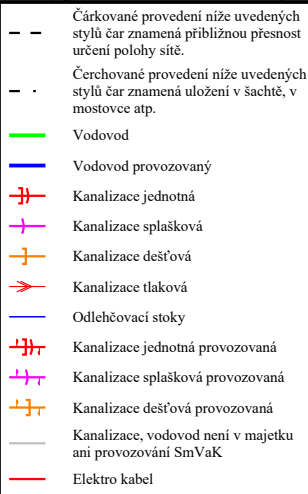 Čárkované provedení níže uvedených
stylů čar znamená přibližnou přesnost
určení polohy sítě.
Čerchované provedení níže uvedených
stylů čar znamená uložení v šachtě, v
mostovce atp.
Vodovod
Vodovod provozovaný
Kanalizace jednotná
Kanalizace splašková
Kanalizace dešťová
Kanalizace tlaková
Odlehčovací stoky
Kanalizace jednotná provozovaná
Kanalizace splašková provozovaná
Kanalizace dešťová provozovaná
Kanalizace, vodovod není v majetku
ani provozování SmVaK
Elektro kabel